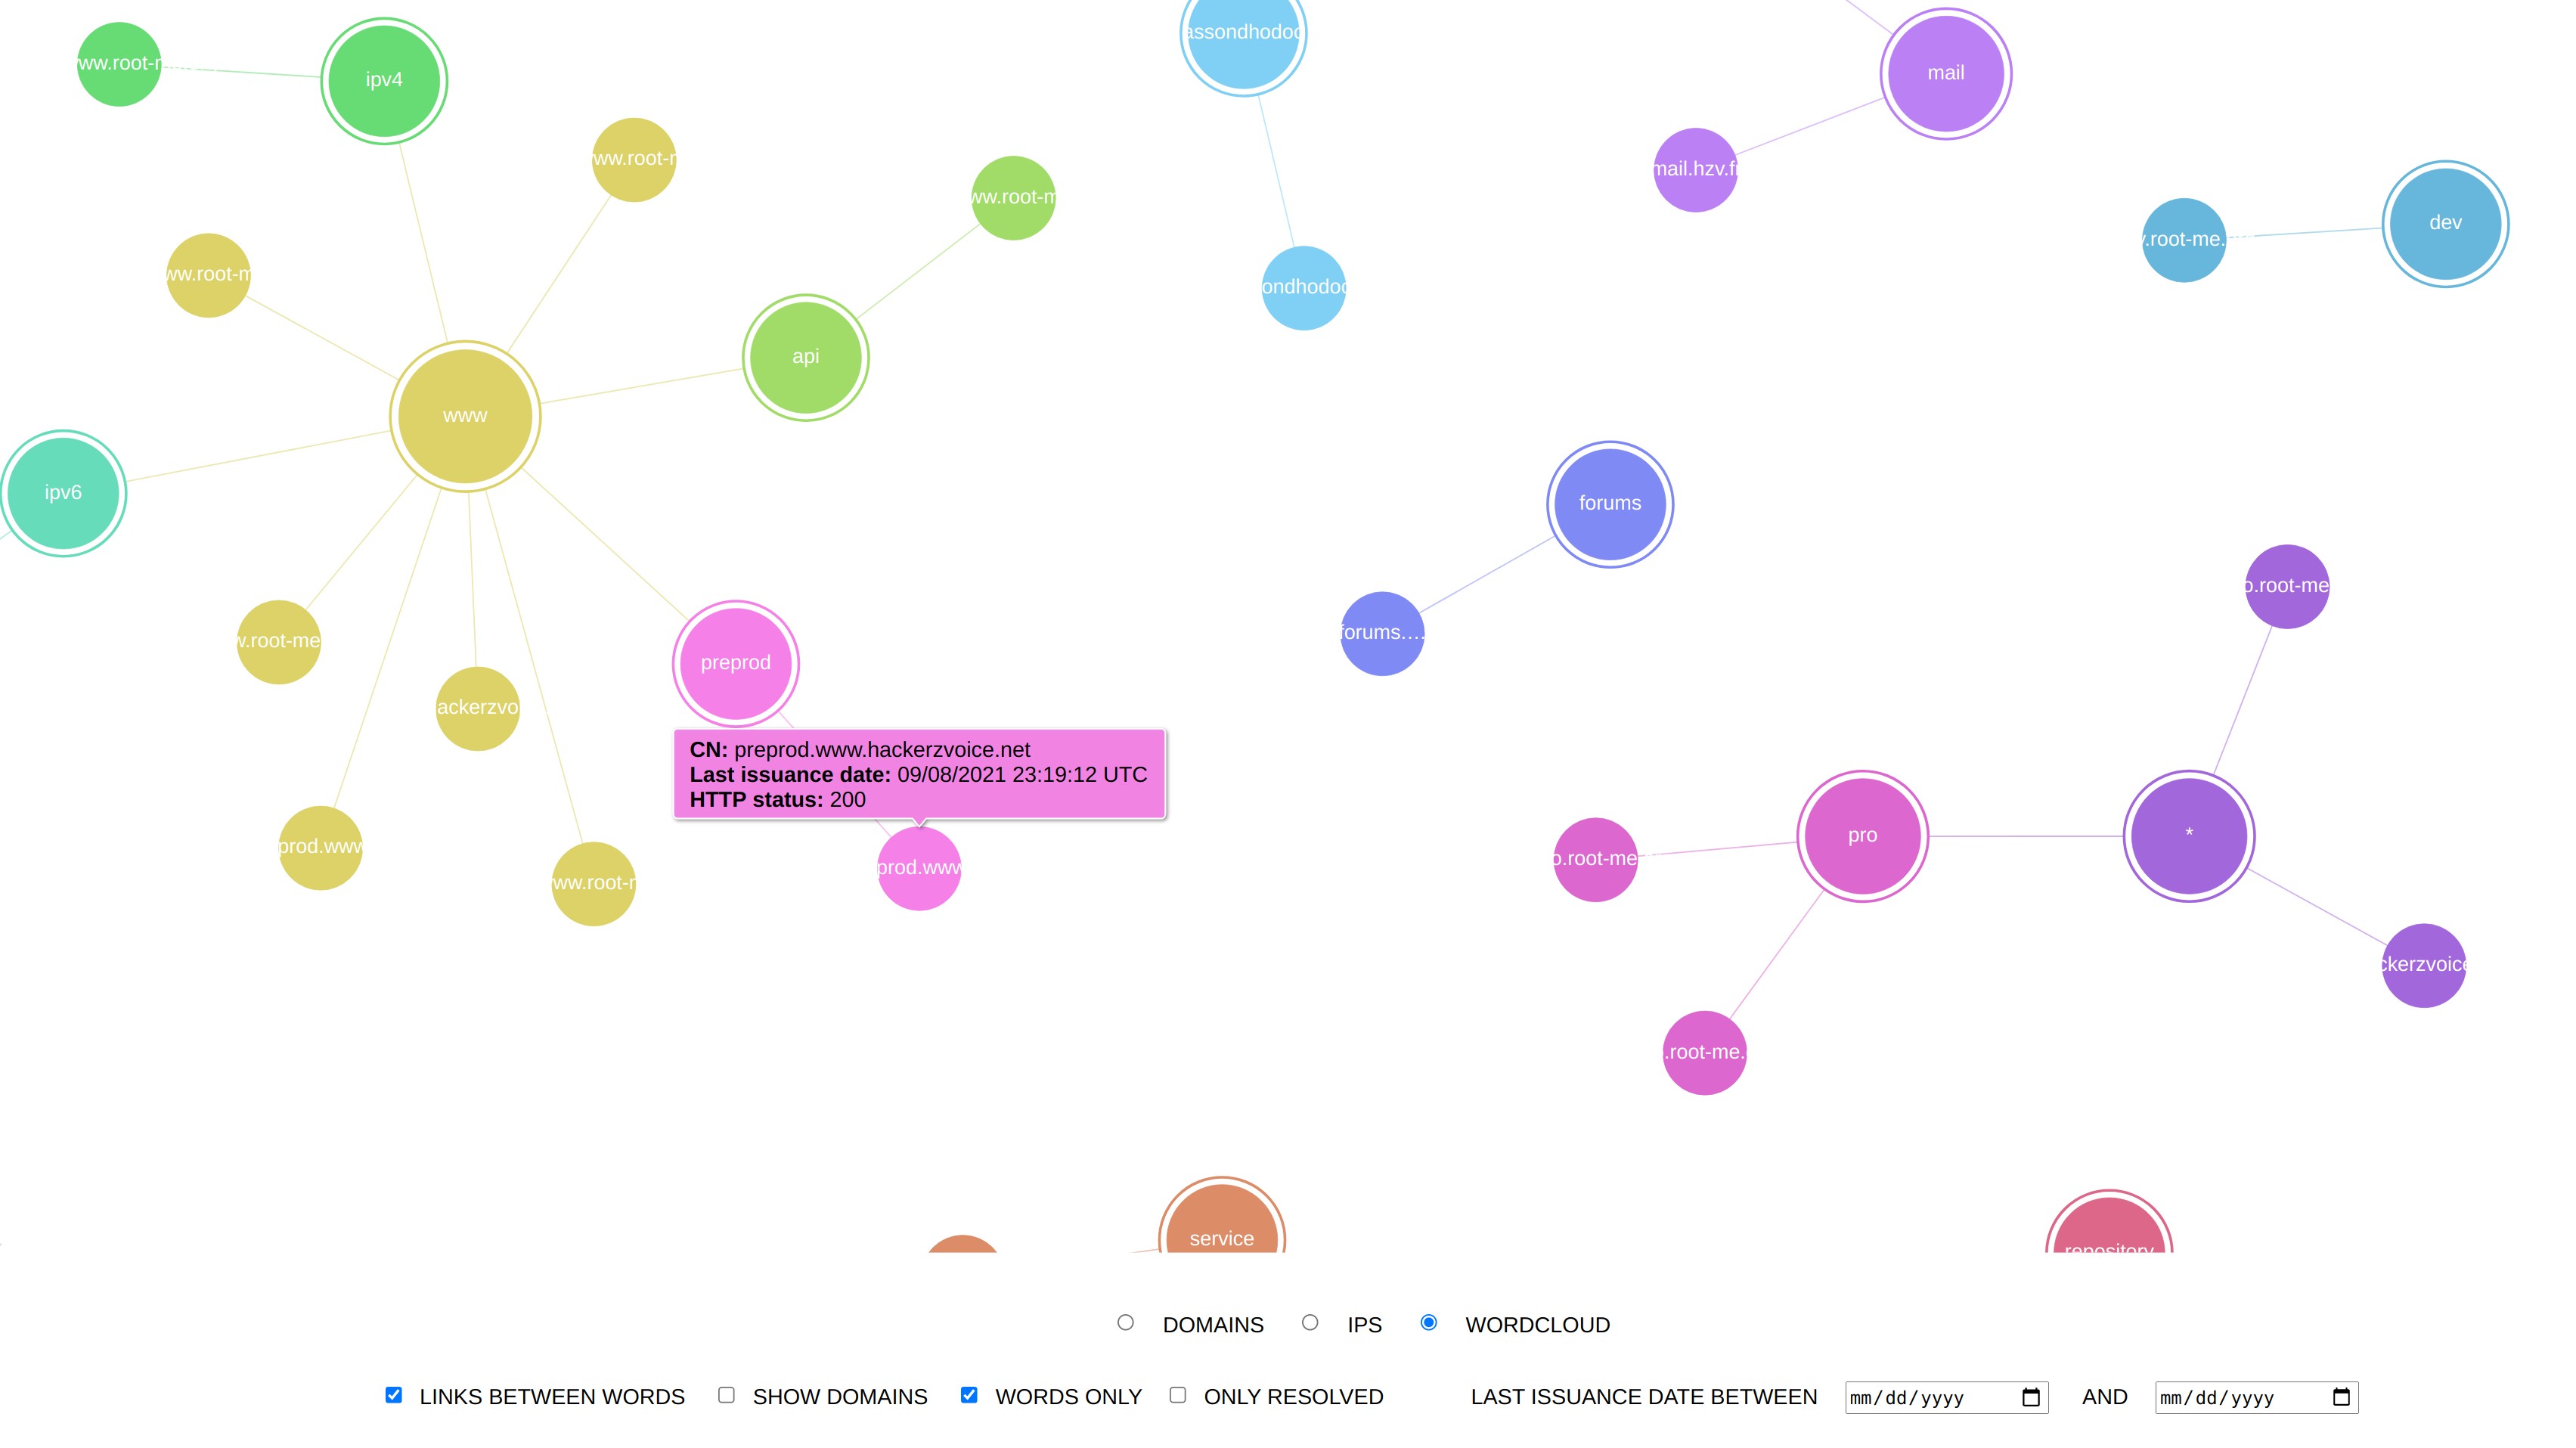 assondhodoc
ww.root-m
ipv4
mail
ww.root-m
mail.hzv.fr
ww.root-m
dev
.root-me.
ww.root-m
ondhodoc
api
www
ipv6
forums
o.root-me
forums....
w.root-me
preprod
ackerzvo
CN: preprod.www.hackerzvoice.net
Last issuance date: 09/08/2021 23:19:12 UTC
HTTP status: 200
pro
*
prod.www
o.root-me
prod.www
ww.root-m
ckerzvoice
.root-me.
service
repository
DOMAINS
IPS
WORDCLOUD
LINKS BETWEEN WORDS
SHOW DOMAINS
WORDS ONLY
ONLY RESOLVED
LAST ISSUANCE DATE BETWEEN
mm/dd/yyyy
AND
mm/dd/yyyy